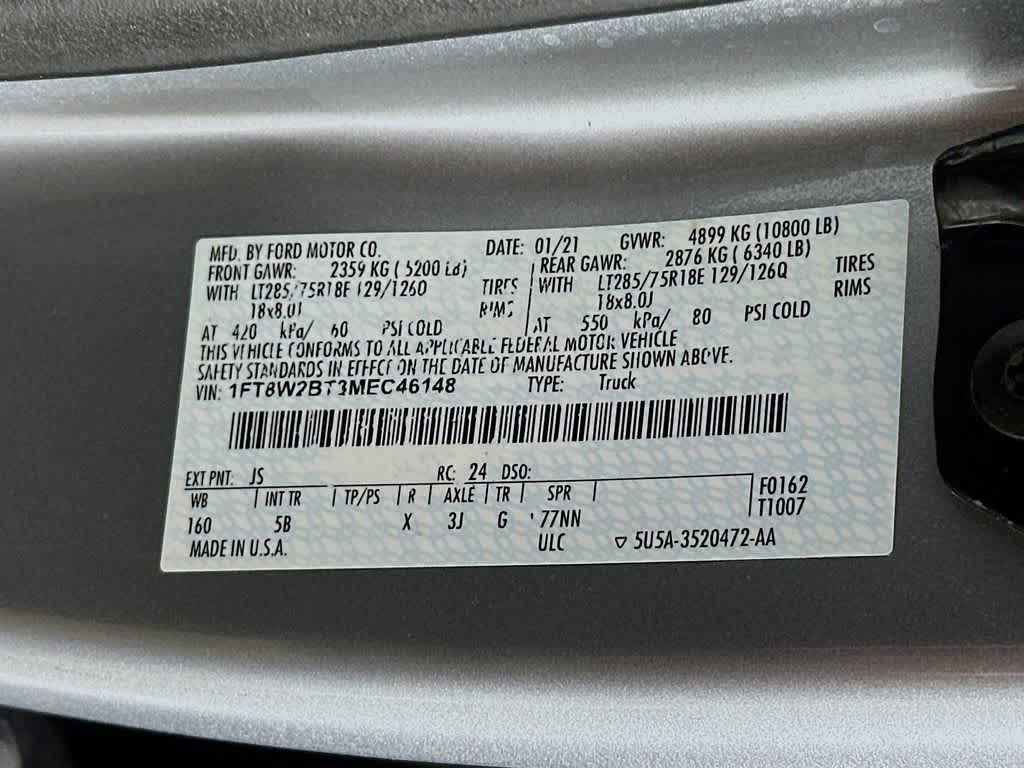 MFD. BY FORD MOTOR CO. DATE: 01/21 GVWR: 4899 KG (10800 LB)
FRONT GAWR: 2359 KG ( 5200 LB) REAR GAWR: 2876 KG ( 6340 LB)
WITH LT285/75R18E 129/126Q TIRES WITH LT285/75R18E 129/126Q TIRES
18x8.0J RIMS 18x8.0J RIMS
AT 420 kPa/ 60 PSI COLD AT 550 kPa/ 80 PSI COLD
THIS VEHICLE CONFORMS TO ALL APPLICABLE FEDERAL MOTOR VEHICLE
SAFETY STANDARDS IN EFFECT ON THE DATE OF MANUFACTURE SHOWN ABOVE.
VIN: 1FT8W2BT3MEC46148 TYPE: Truck
EXT PNT: JS RC: 24 DSO:
WB INT TR TP/PS R AXLE TR SPR F0162
160 5B X 3J G 77NN T1007
MADE IN U.S.A. ULC ▽ 5U5A-3520472-AA